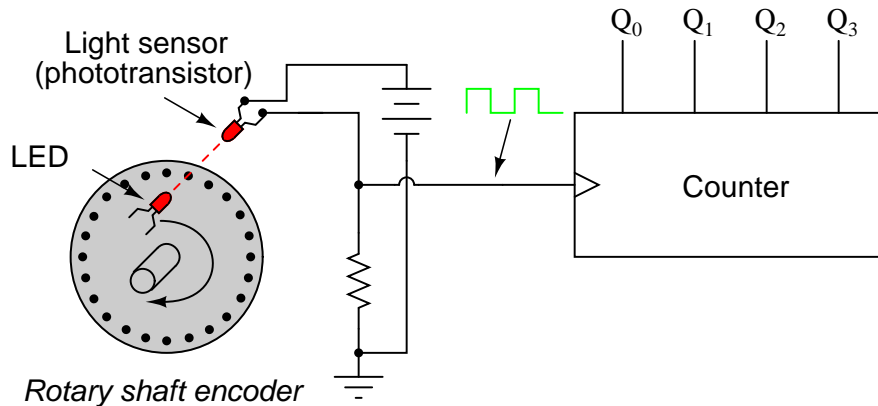 Light sensor
(phototransistor)
LED
Rotary shaft encoder
Q0 Q1 Q2 Q3
Counter